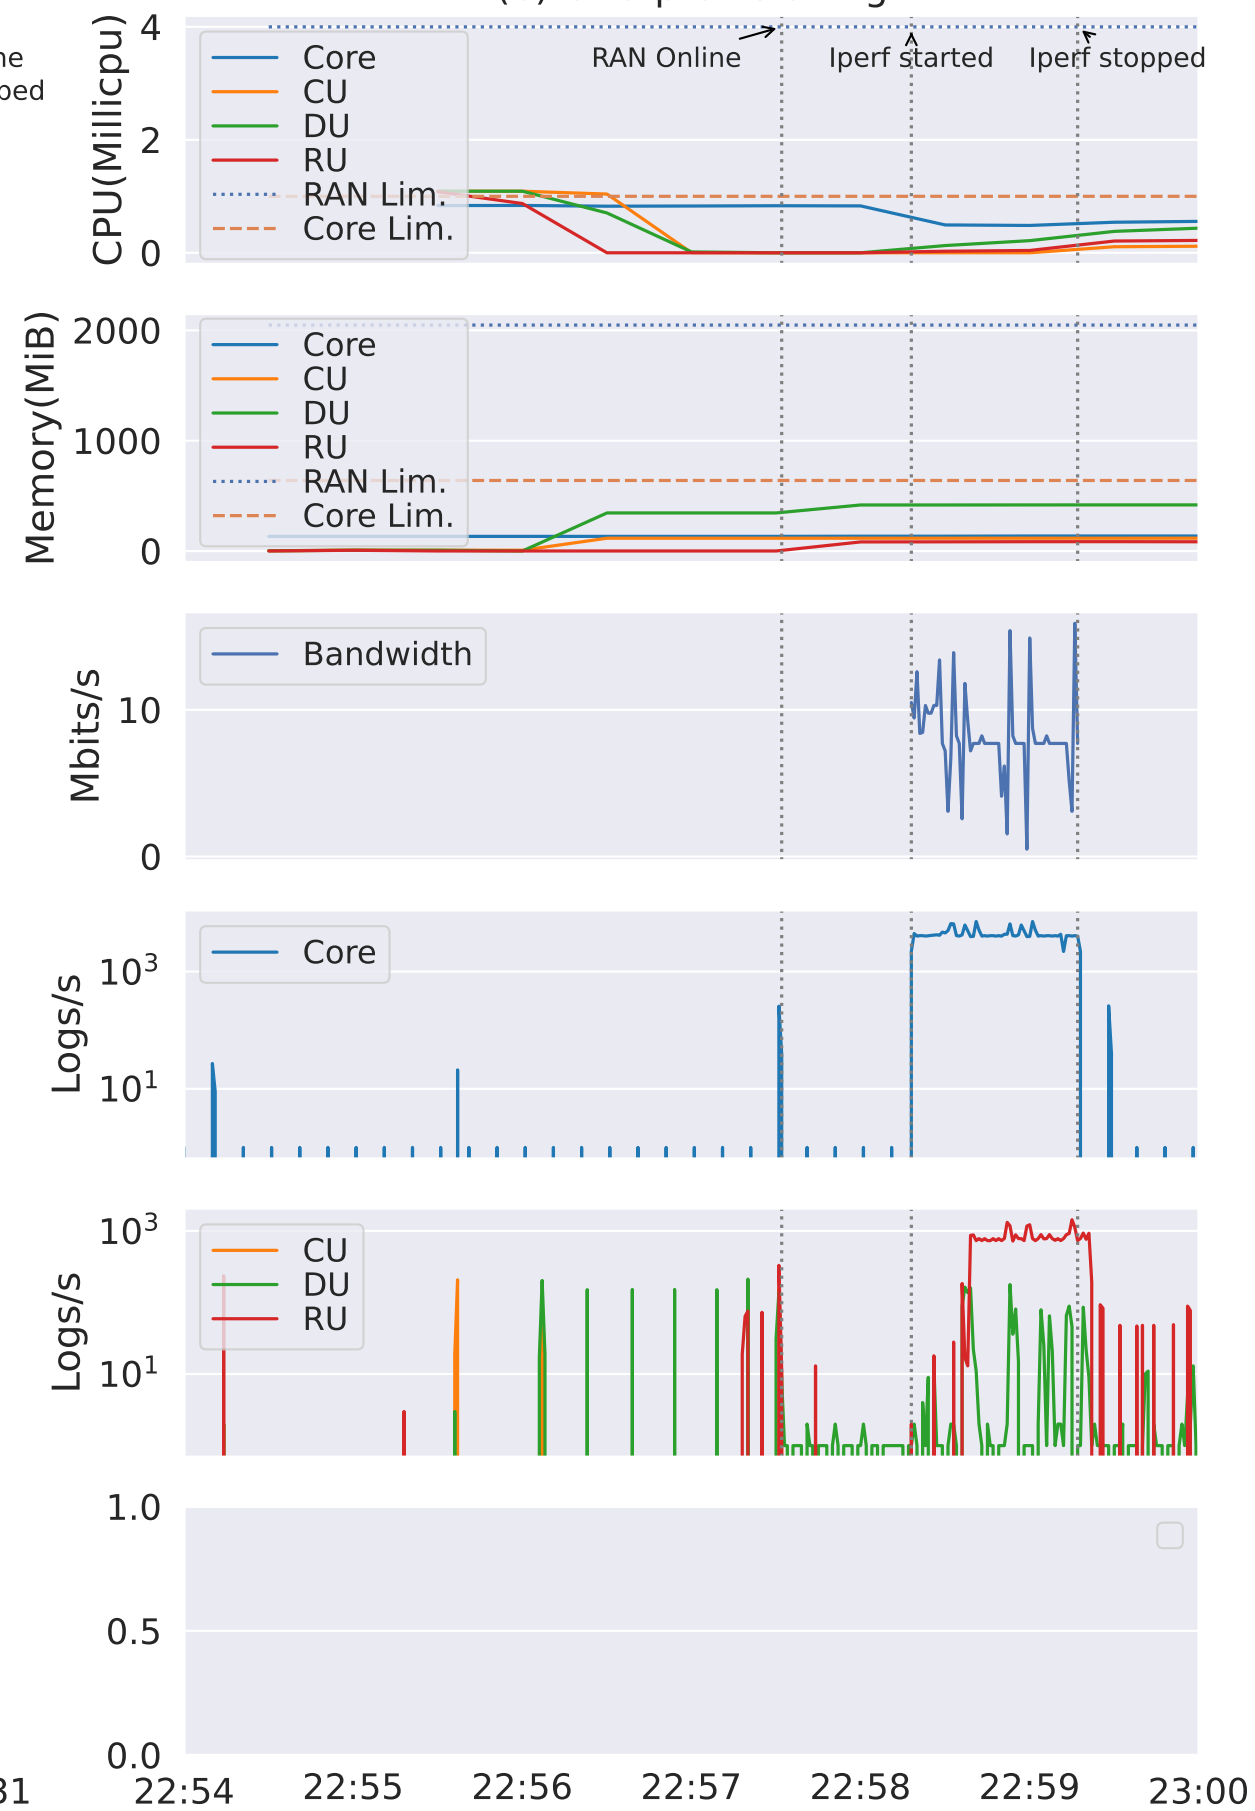 4
RAN Online
Iperf started
Iperf stopped
Core
CU
DU
RU
RAN Lim.
Core Lim.
2
0
CPU(Millicpu)
2000
1000
0
Memory(MiB)
Core
CU
DU
RU
RAN Lim.
Core Lim.
10
0
Mbits/s
Bandwidth
10³
10¹
Logs/s
Core
10³
10¹
Logs/s
CU
DU
RU
1.0
0.5
0.0
22:54 22:55 22:56 22:57 22:58 22:59 23:00